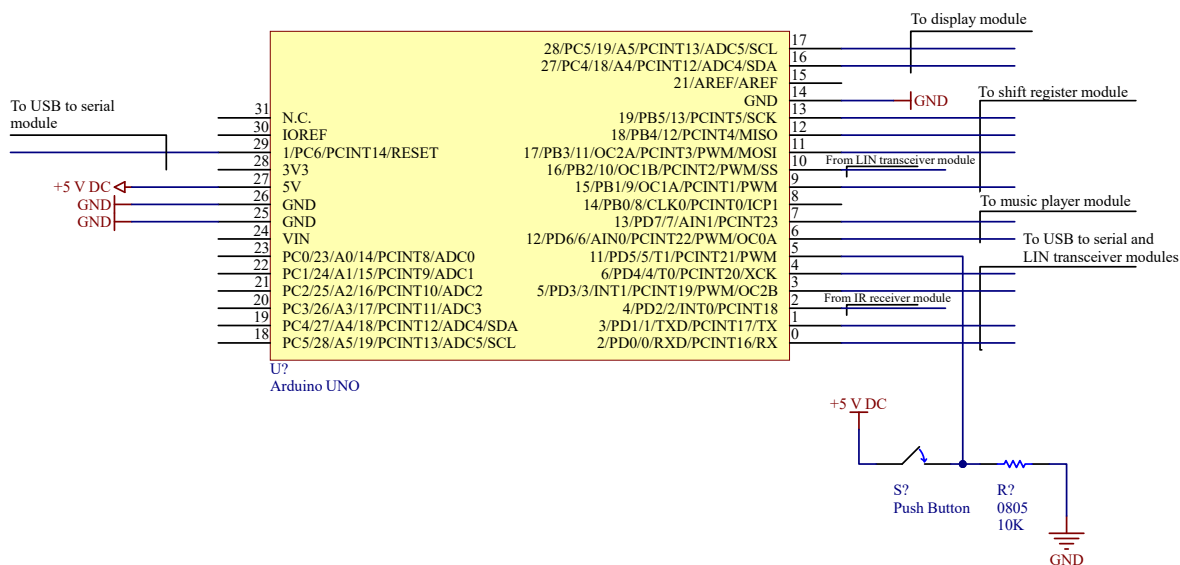 To display module
17
28/PC5/19/A5/PCINT13/ADC5/SCL
16
27/PC4/18/A4/PCINT12/ADC4/SDA
15
21/AREF/AREF
14
GND
GND
To shift register module
13
19/PB5/13/PCINT5/SCK
12
18/PB4/12/PCINT4/MISO
11
17/PB3/11/OC2A/PCINT3/PWM/MOSI
10
From LIN transceiver module
16/PB2/10/OC1B/PCINT2/PWM/SS
9
15/PB1/9/OC1A/PCINT1/PWM
8
14/PB0/8/CLK0/PCINT0/ICP1
To music player module
7
13/PD7/7/AIN1/PCINT23
6
12/PD6/6/AIN0/PCINT22/PWM/OC0A
To USB to serial and
LIN transceiver modules
5
11/PD5/5/T1/PCINT21/PWM
4
6/PD4/4/T0/PCINT20/XCK
3
5/PD3/3/INT1/PCINT19/PWM/OC2B
2
From IR receiver module
4/PD2/2/INT0/PCINT18
1
3/PD1/1/TXD/PCINT17/TX
0
2/PD0/0/RXD/PCINT16/RX
To USB to serial
module
31
N.C.
30
IOREF
29
1/PC6/PCINT14/RESET
28
3V3
27
+5 V DC
5V
26
GND
GND
25
GND
GND
24
VIN
23
PC0/23/A0/14/PCINT8/ADC0
22
PC1/24/A1/15/PCINT9/ADC1
21
PC2/25/A2/16/PCINT10/ADC2
20
PC3/26/A3/17/PCINT11/ADC3
19
PC4/27/A4/18/PCINT12/ADC4/SDA
18
PC5/28/A5/19/PCINT13/ADC5/SCL
U?
Arduino UNO
+5 V DC
S?
Push Button
R?
0805
10K
GND